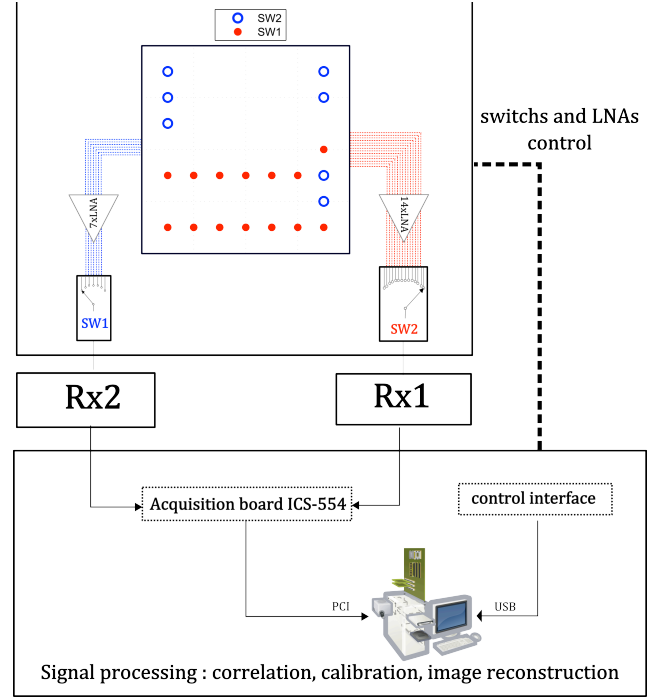 SW2
SW1
switchs and LNAs
control
7xLNA
14xLNA
SW1
SW2
Rx2
Rx1
Acquisition board ICS-554
control interface
PCI
USB
Signal processing : correlation, calibration, image reconstruction